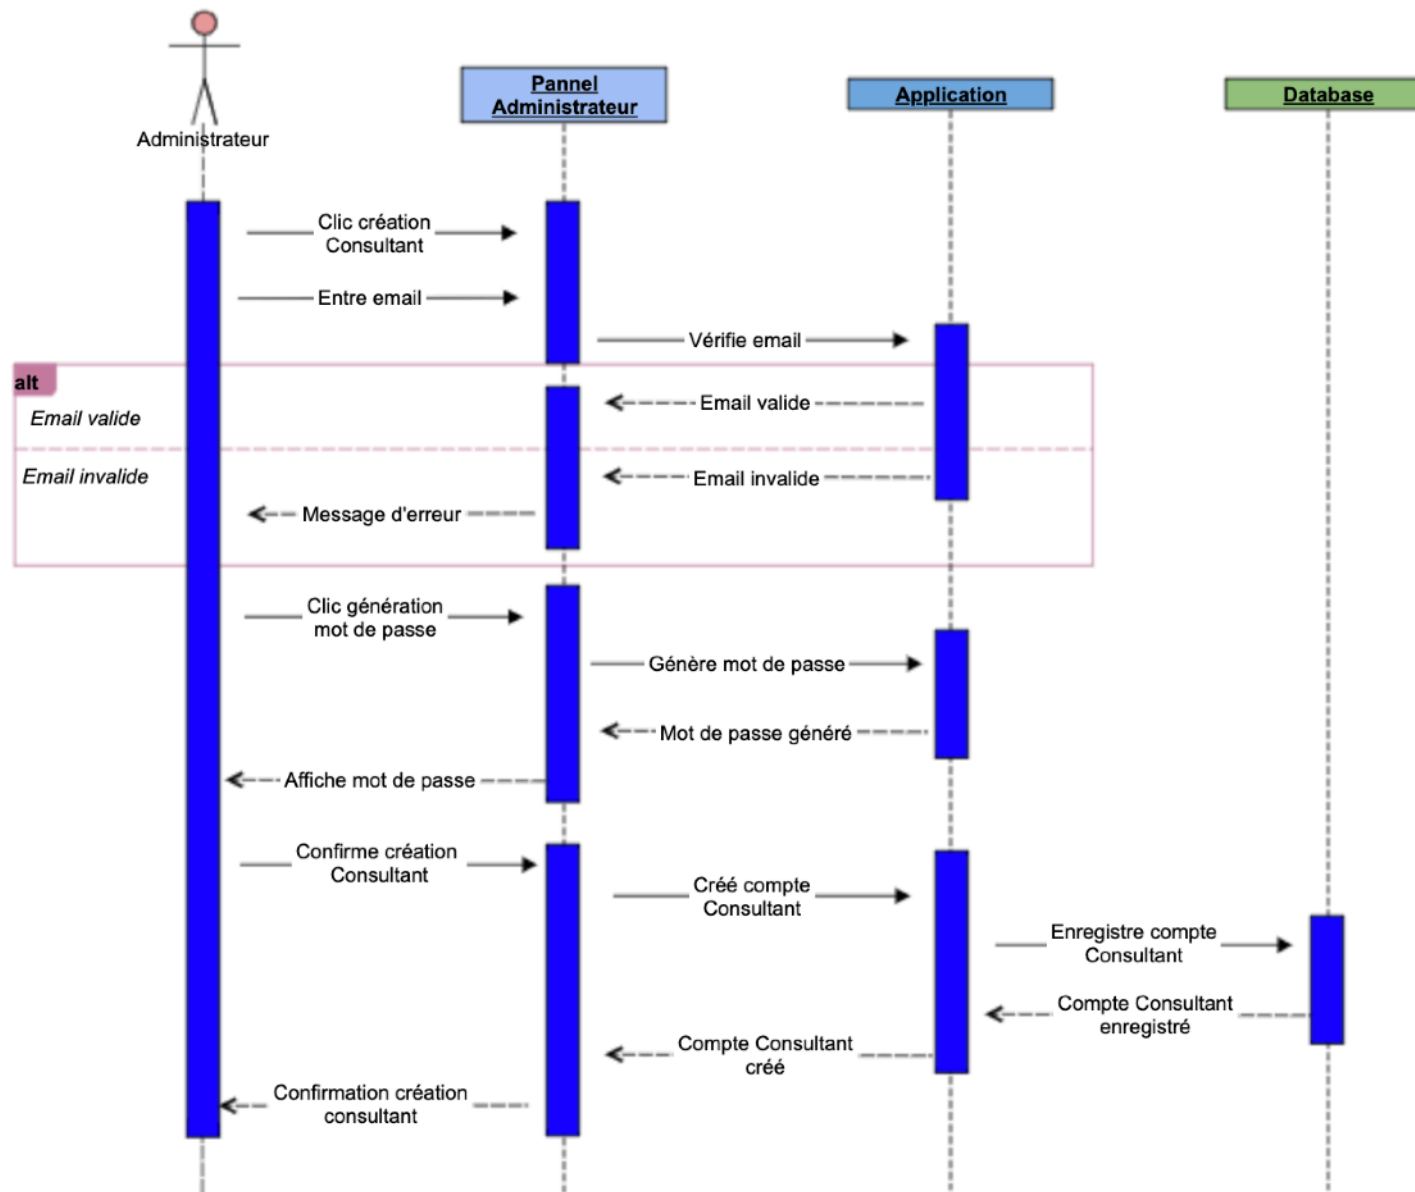 Pannel
Administrateur
Application
Database
Administrateur
Clic création
Consultant
Entre email
Vérifie email
alt
Email valide
Email valide
Email invalide
Email invalide
Message d'erreur
Clic génération
mot de passe
Génère mot de passe
Mot de passe généré
Affiche mot de passe
Confirme création
Consultant
Créé compte
Consultant
Enregistre compte
Consultant
Compte Consultant
enregistré
Compte Consultant
créé
Confirmation création
consultant